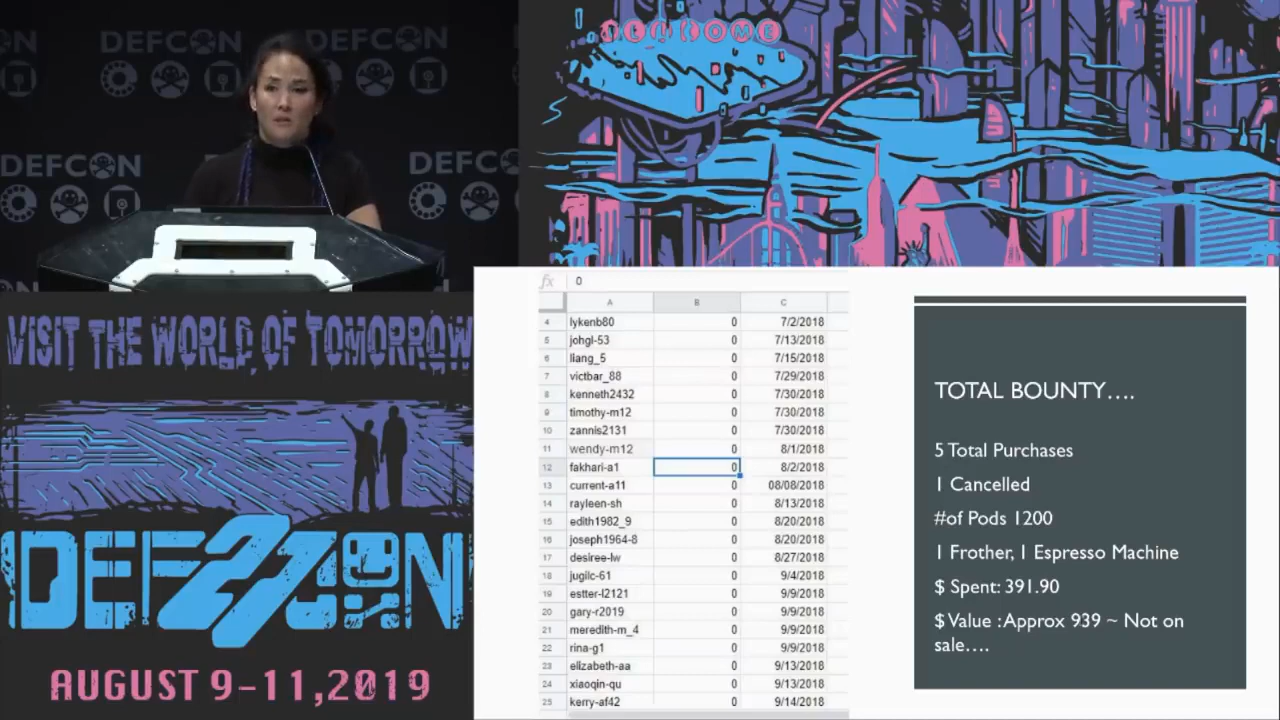 DEFCON
DEFCON
DEFCON
DEFCO
WELCOME
VISIT THE WORLD OF TOMORROW
DEF CON
27
AUGUST 9-11,2019
fx 0
A B C
4 lykenb80 0 7/2/2018
5 johgl-53 0 7/13/2018
6 liang_5 0 7/15/2018
7 victbar_88 0 7/29/2018
8 kenneth2432 0 7/30/2018
9 timothy-m12 0 7/30/2018
10 zannis2131 0 7/30/2018
11 wendy-m12 0 8/1/2018
12 fakhari-a1 0 8/2/2018
13 current-a11 0 08/08/2018
14 rayleen-sh 0 8/13/2018
15 edith1982_9 0 8/20/2018
16 joseph1964-8 0 8/20/2018
17 desiree-lw 0 8/27/2018
18 jugilc-61 0 9/4/2018
19 estter-l2121 0 9/9/2018
20 gary-r2019 0 9/9/2018
21 meredith-m_4 0 9/9/2018
22 rina-g1 0 9/9/2018
23 elizabeth-aa 0 9/13/2018
24 xiaoqin-qu 0 9/13/2018
25 kerry-af42 0 9/14/2018
TOTAL BOUNTY….
5 Total Purchases
1 Cancelled
#of Pods 1200
1 Frother, 1 Espresso Machine
$ Spent: 391.90
$ Value : Approx 939 ~ Not on
sale….